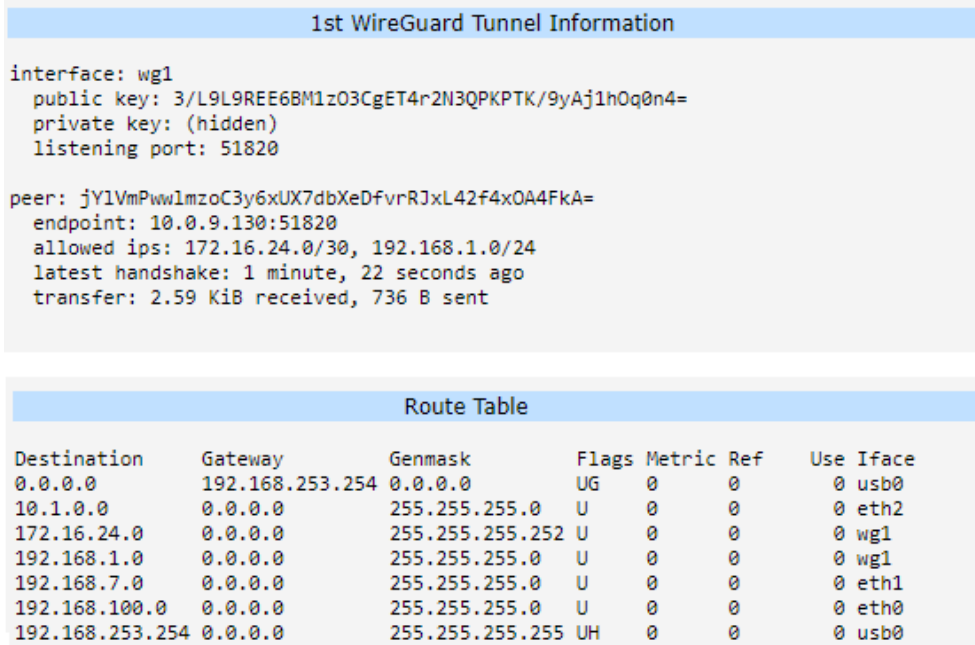 1st WireGuard Tunnel Information
interface: wg1
public key: 3/L9L9REE6BM1zO3CgET4r2N3QPKPTK/9yAj1hOq0n4=
private key: (hidden)
listening port: 51820
peer: jYlVmPwwlmzoC3y6xUX7dbXeDfvrRJxL42f4xOA4FkA=
endpoint: 10.0.9.130:51820
allowed ips: 172.16.24.0/30, 192.168.1.0/24
latest handshake: 1 minute, 22 seconds ago
transfer: 2.59 KiB received, 736 B sent
Route Table
Destination Gateway Genmask Flags Metric Ref Use Iface
0.0.0.0 192.168.253.254 0.0.0.0 UG 0 0 0 usb0
10.1.0.0 0.0.0.0 255.255.255.0 U 0 0 0 eth2
172.16.24.0 0.0.0.0 255.255.255.252 U 0 0 0 wg1
192.168.1.0 0.0.0.0 255.255.255.0 U 0 0 0 wg1
192.168.7.0 0.0.0.0 255.255.255.0 U 0 0 0 eth1
192.168.100.0 0.0.0.0 255.255.255.0 U 0 0 0 eth0
192.168.253.254 0.0.0.0 255.255.255.255 UH 0 0 0 usb0